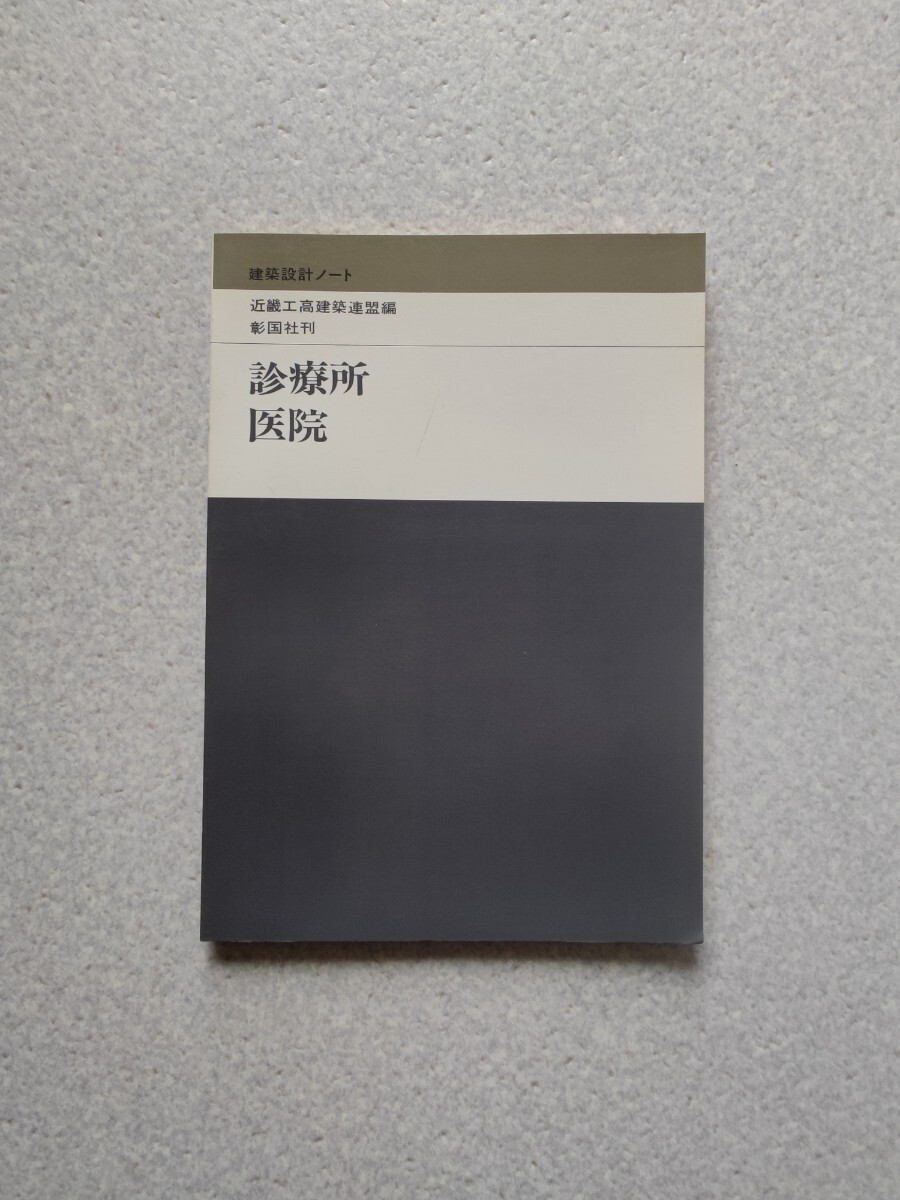 建築設計ノート
近畿工高建築連盟編
彰国社刊
診療所
医院